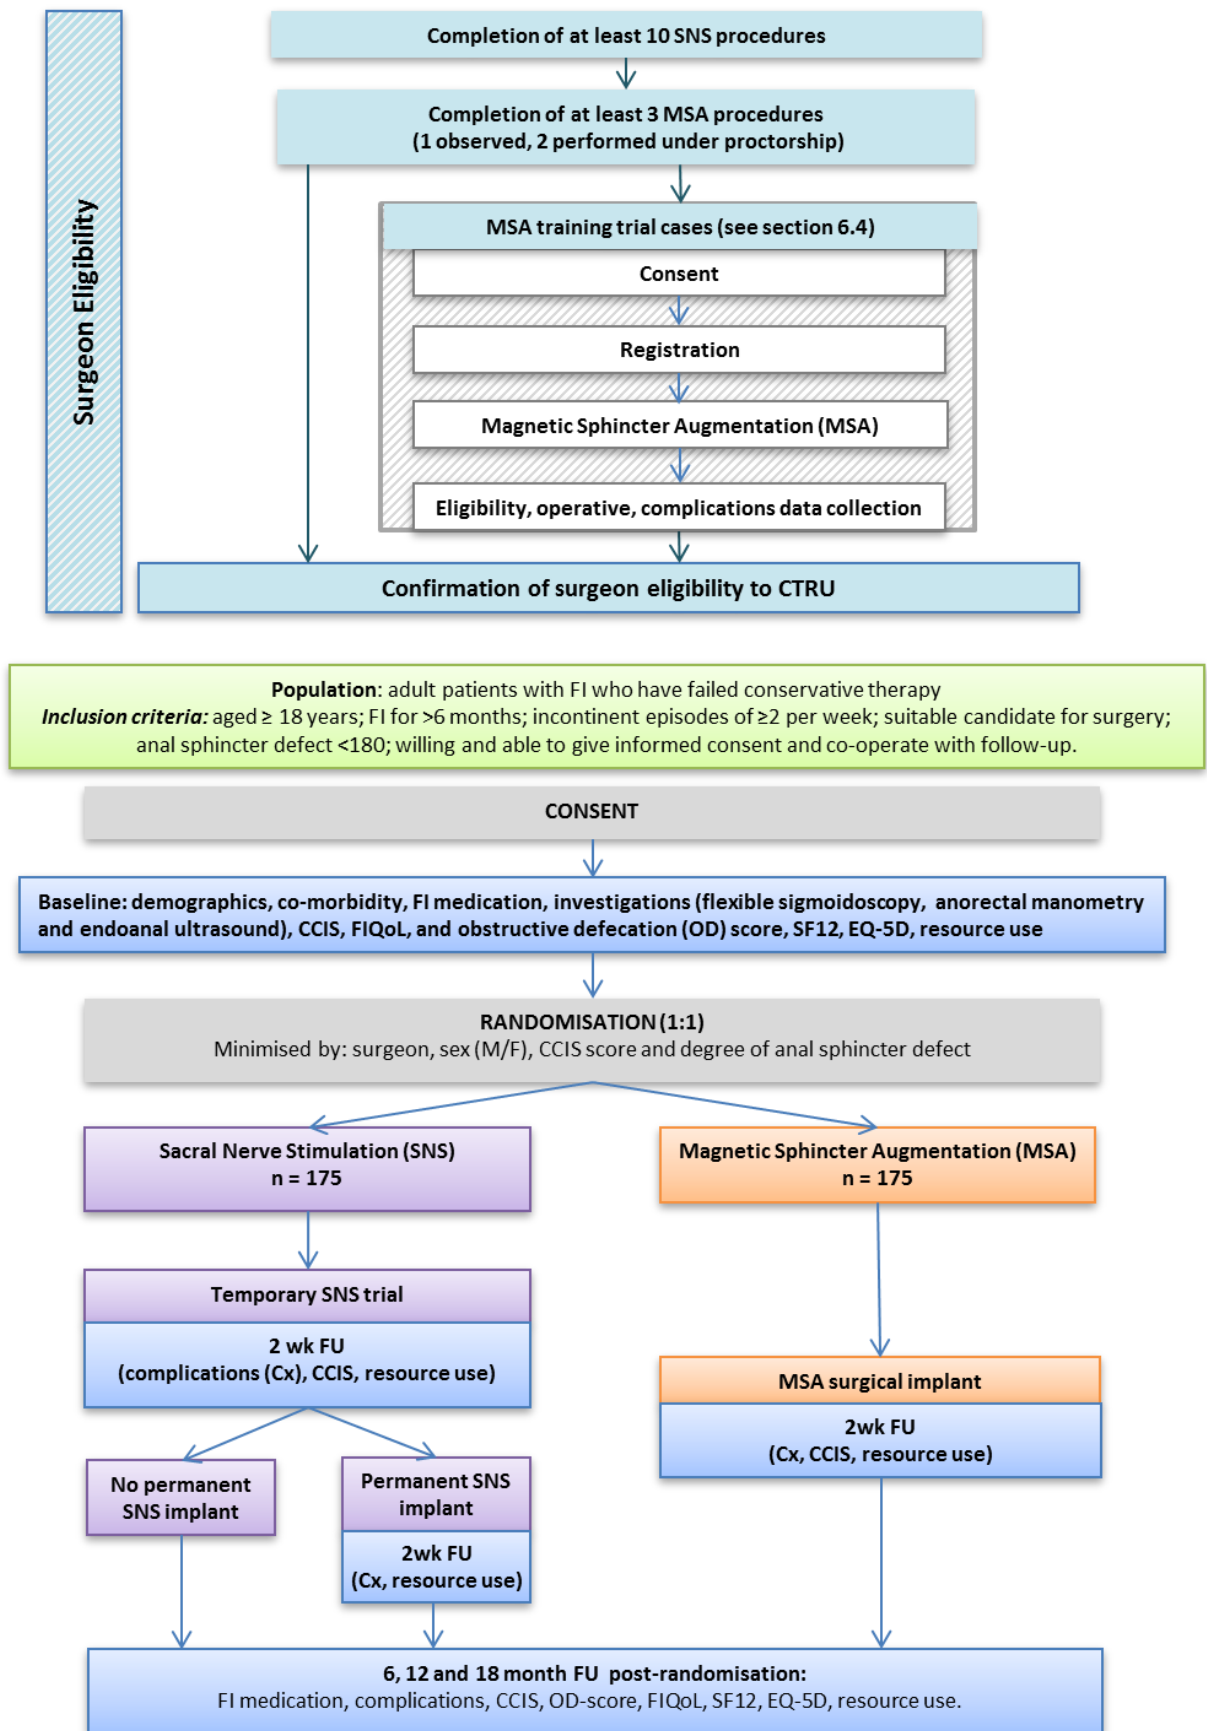 Surgeon Eligibility
Completion of at least 10 SNS procedures
Completion of at least 3 MSA procedures
(1 observed, 2 performed under proctorship)
MSA training trial cases (see section 6.4)
Consent
Registration
Magnetic Sphincter Augmentation (MSA)
Eligibility, operative, complications data collection
Confirmation of surgeon eligibility to CTRU
Population: adult patients with FI who have failed conservative therapy
Inclusion criteria: aged ≥ 18 years; FI for >6 months; incontinent episodes of ≥2 per week; suitable candidate for surgery;
anal sphincter defect <180; willing and able to give informed consent and co-operate with follow-up.
CONSENT
Baseline: demographics, co-morbidity, FI medication, investigations (flexible sigmoidoscopy, anorectal manometry
and endoanal ultrasound), CCIS, FIQoL, and obstructive defecation (OD) score, SF12, EQ-5D, resource use
RANDOMISATION (1:1)
Minimised by: surgeon, sex (M/F), CCIS score and degree of anal sphincter defect
Sacral Nerve Stimulation (SNS)
n = 175
Magnetic Sphincter Augmentation (MSA)
n = 175
Temporary SNS trial
2 wk FU
(complications (Cx), CCIS, resource use)
MSA surgical implant
2wk FU
(Cx, CCIS, resource use)
No permanent
SNS implant
Permanent SNS
implant
2wk FU
(Cx, resource use)
6, 12 and 18 month FU post-randomisation:
FI medication, complications, CCIS, OD-score, FIQoL, SF12, EQ-5D, resource use.